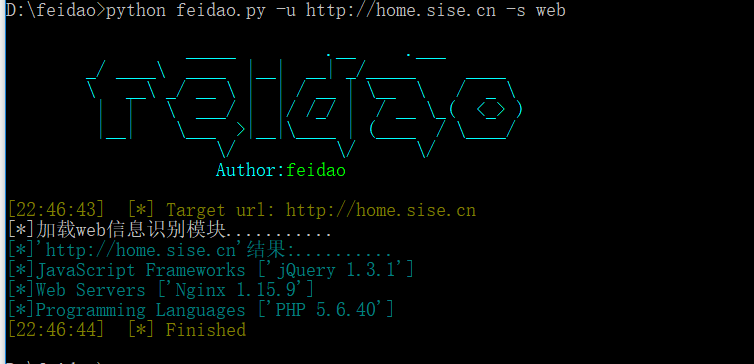 D:\feidao>python feidao.py -u http://home.sise.cn -s web
feidao
Author:feidao
[22:46:43] [*] Target url: http://home.sise.cn
[*]加载web信息识别模块...........
[*]'http://home.sise.cn'结果:..........
[*]JavaScript Frameworks ['jQuery 1.3.1']
[*]Web Servers ['Nginx 1.15.9']
[*]Programming Languages ['PHP 5.6.40']
[22:46:44] [*] Finished